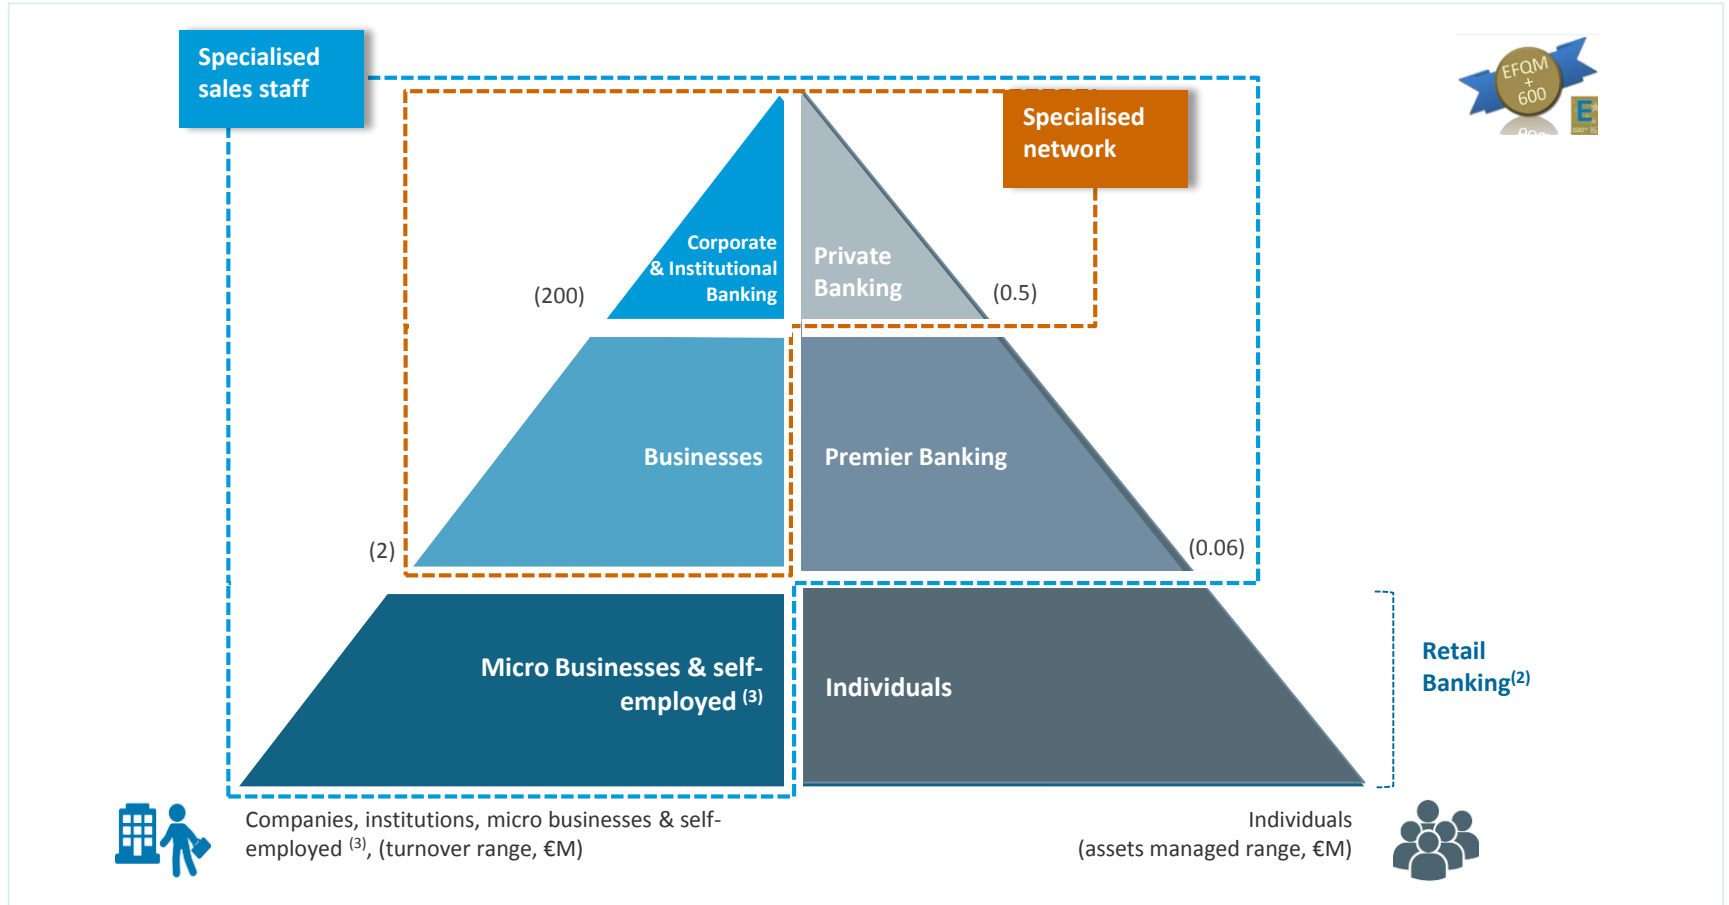 Specialised
sales staff
EFQM
+
600
E
Specialised
network
Corporate
& Institutional
Banking
Private
Banking
(200)
(0.5)
Businesses
Premier Banking
(2)
(0.06)
Micro Businesses & self-
employed (3)
Individuals
Retail
Banking(2)
Companies, institutions, micro businesses & self-
employed (3), (turnover range, €M)
Individuals
(assets managed range, €M)